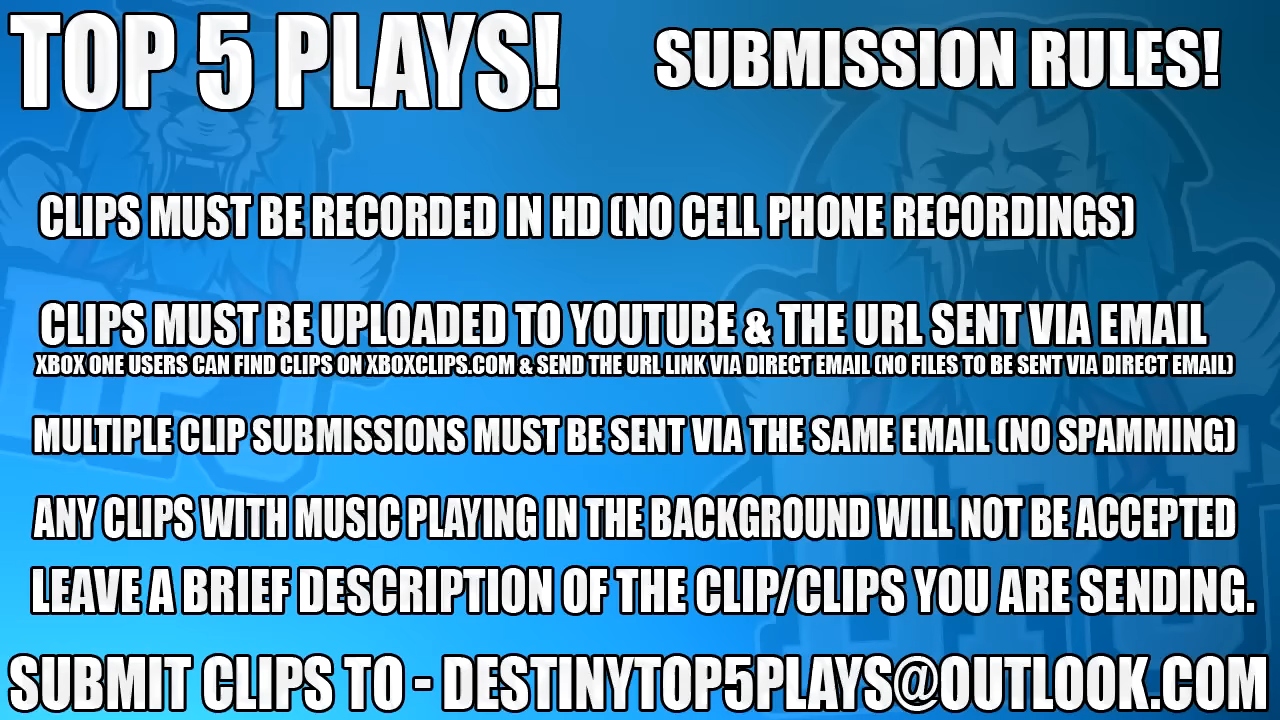 TOP 5 PLAYS!
SUBMISSION RULES!
CLIPS MUST BE RECORDED IN HD (NO CELL PHONE RECORDINGS)
CLIPS MUST BE UPLOADED TO YOUTUBE & THE URL SENT VIA EMAIL
XBOX ONE USERS CAN FIND CLIPS ON XBOXCLIPS.COM & SEND THE URL LINK VIA DIRECT EMAIL (NO FILES TO BE SENT VIA DIRECT EMAIL)
MULTIPLE CLIP SUBMISSIONS MUST BE SENT VIA THE SAME EMAIL (NO SPAMMING)
ANY CLIPS WITH MUSIC PLAYING IN THE BACKGROUND WILL NOT BE ACCEPTED
LEAVE A BRIEF DESCRIPTION OF THE CLIP/CLIPS YOU ARE SENDING.
SUBMIT CLIPS TO - DESTINYTOP5PLAYS@OUTLOOK.COM